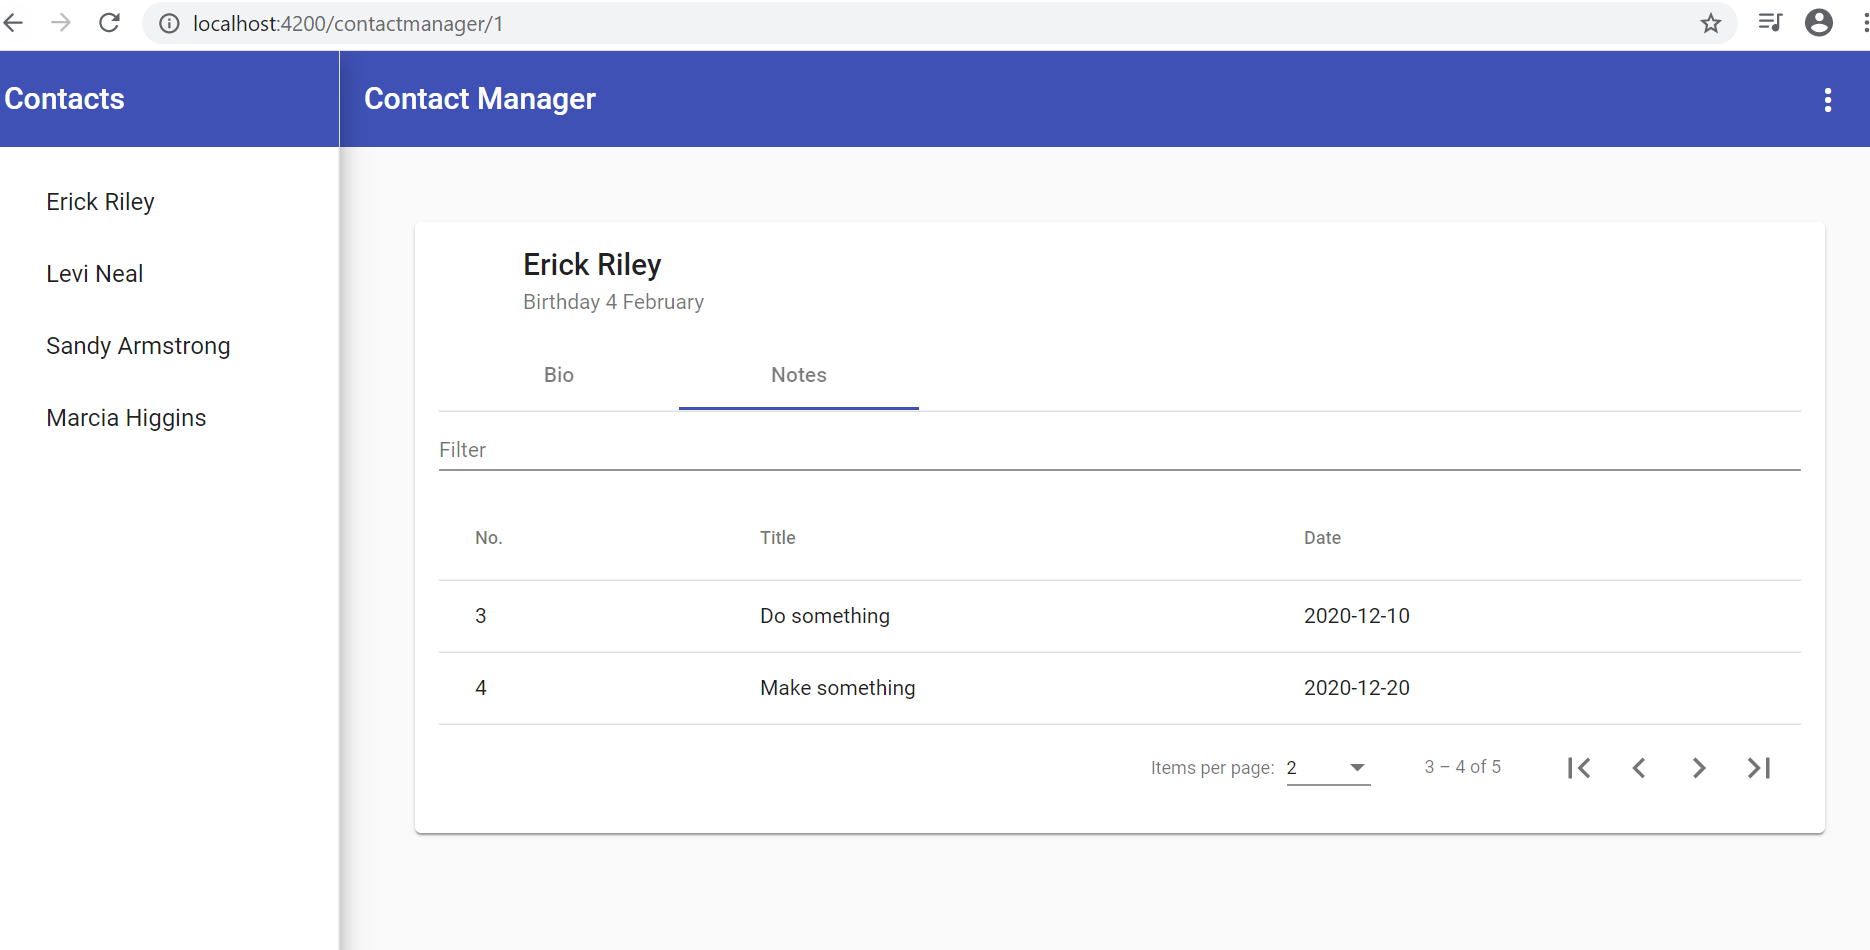 localhost:4200/contactmanager/1
Contacts
Contact Manager
Erick Riley
Levi Neal
Sandy Armstrong
Marcia Higgins
Erick Riley
Birthday 4 February
Bio Notes
Filter
No. Title Date
3 Do something 2020-12-10
4 Make something 2020-12-20
Items per page: 2 3 – 4 of 5